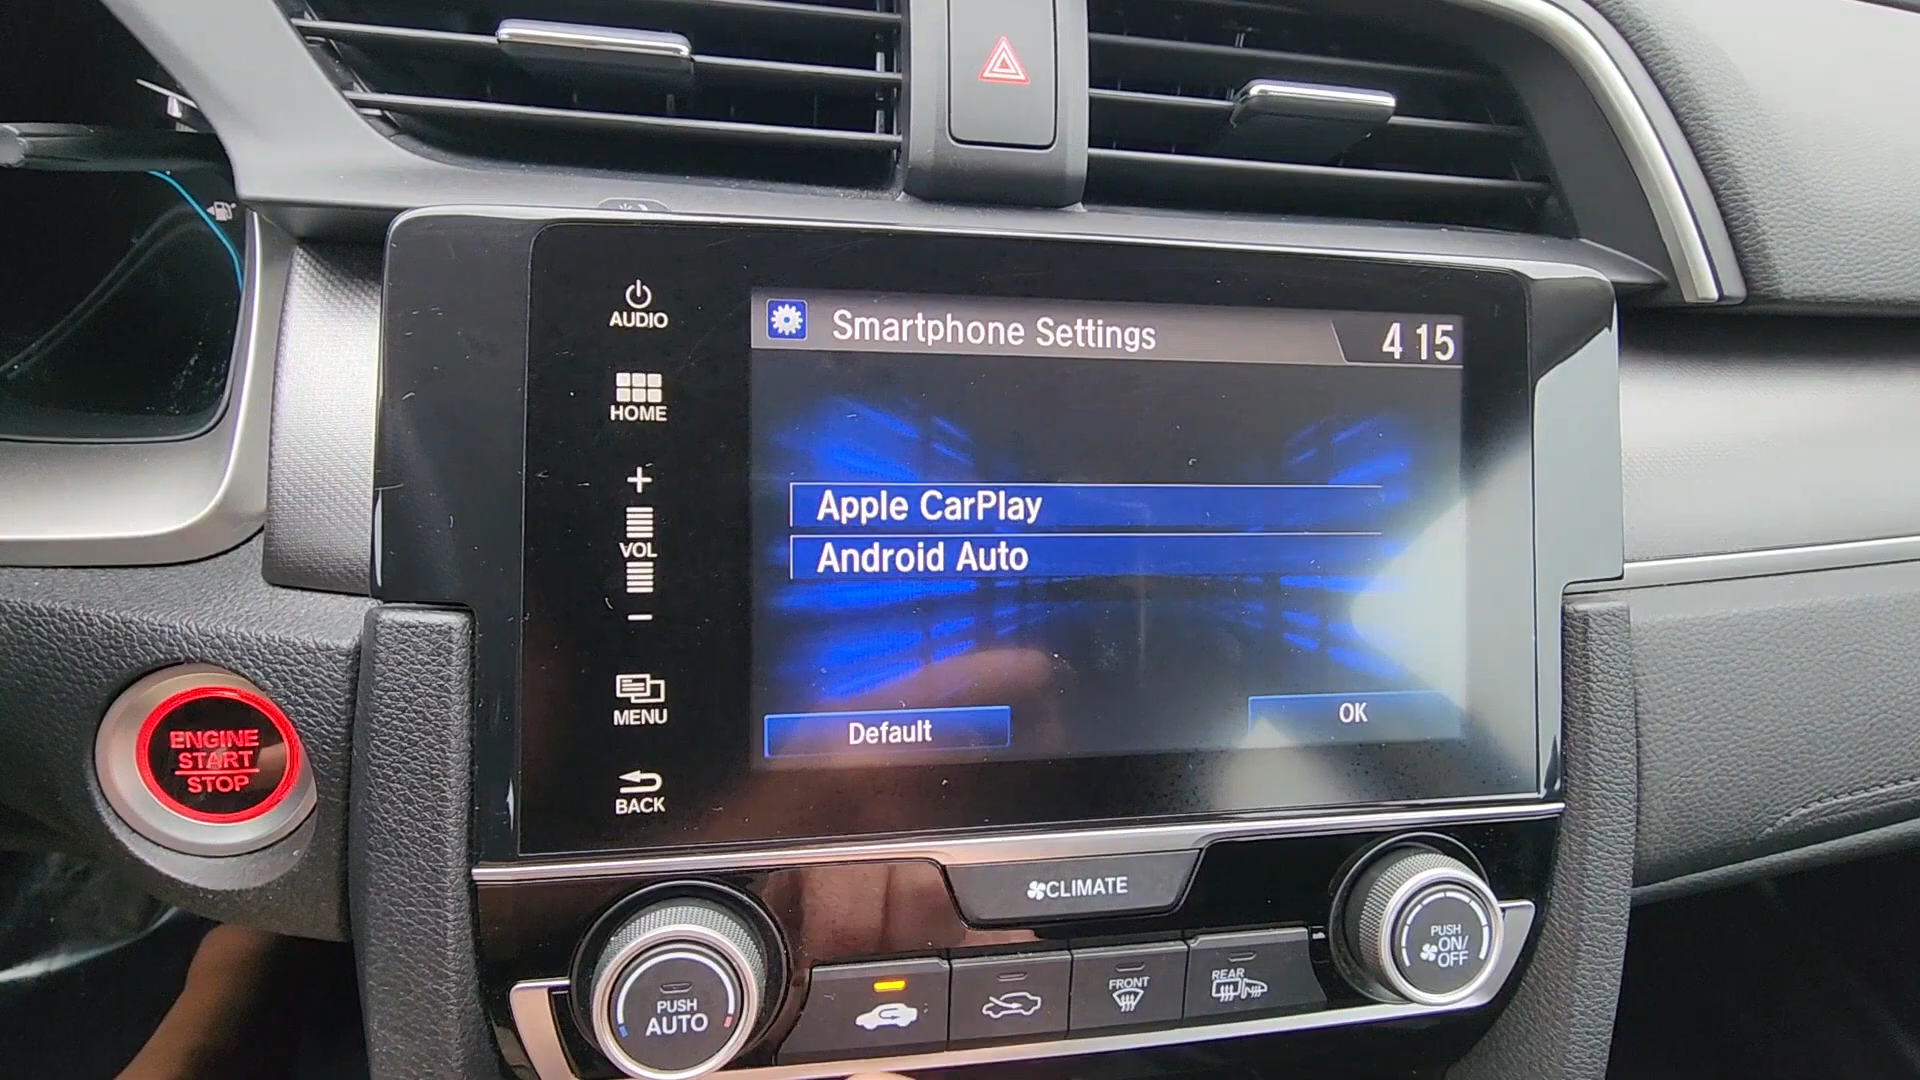 AUDIO
HOME
+
VOL
−
MENU
BACK
Smartphone Settings
4 15
Apple CarPlay
Android Auto
Default
OK
ENGINE
START
STOP
CLIMATE
PUSH
AUTO
FRONT
REAR
PUSH
ON/
OFF